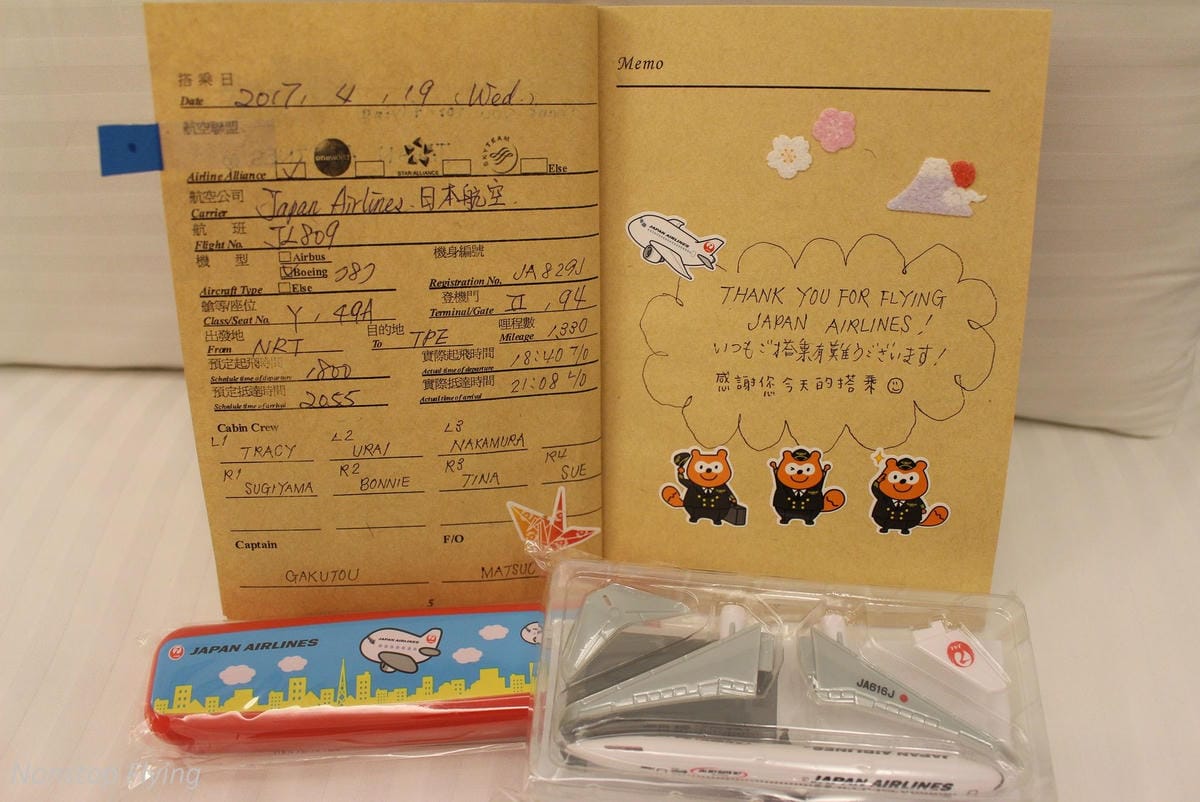 搭乘日
Date 2017. 4 . 19 (Wed.)
航空聯盟
Airline Alliance oneworld STAR ALLIANCE SKYTEAM Else
航空公司
Carrier Japan Airlines.日本航空.
航 班
Flight No. JL809
機 型 Airbus 機身編號
Boeing 787 Registration No. JA829J
Aircraft Type Else
艙等/座位 登機門
Class/Seat No. Y, 49A Terminal/Gate II, 94
出發地 目的地 哩程數
From NRT To TPE Mileage 1,330
預定起飛時間 實際起飛時間
Schedule time of departure 1800 Actual time of departure 18:40 T/O
預定抵達時間 實際抵達時間
Schedule time of arrival 2055 Actual time of arrival 21:08 L/D
Cabin Crew
L1 TRACY L2 URAI L3 NAKAMURA
R1 SUGIYAMA R2 BONNIE R3 TINA R4 SUE
Captain F/O
GAKUTOU
5
Memo
JAPAN AIRLINES
THANK YOU FOR FLYING
JAPAN AIRLINES!
いつもご搭乗有難うございます!
感謝您今天的搭乘
JAPAN AIRLINES
JAL
JA616J
JAPAN AIRLINES